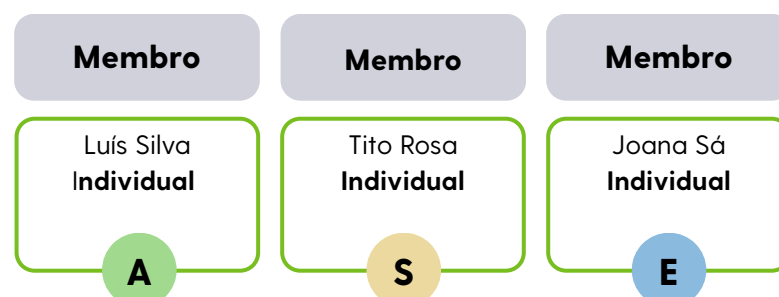 Membro
Luís Silva
Individual
A
Membro
Tito Rosa
Individual
S
Membro
Joana Sá
Individual
E